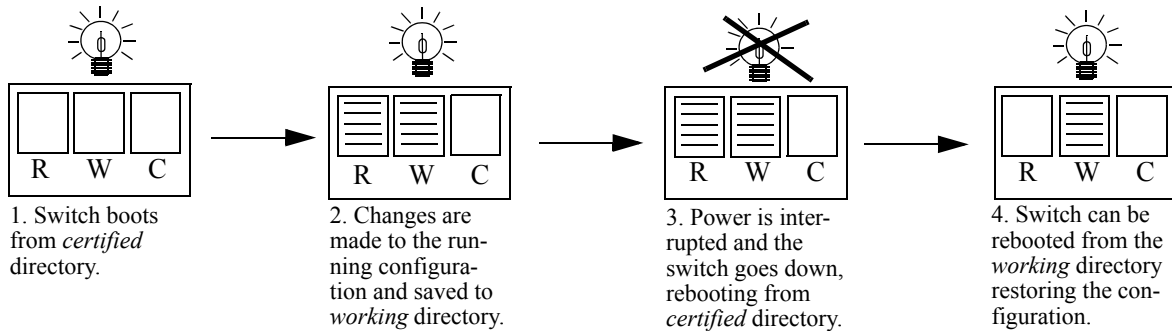 R W C
R W C
R W C
R W C
1. Switch boots
from certified
directory.
2. Changes are
made to the run-
ning configura-
tion and saved to
working directory.
3. Power is inter-
rupted and the
switch goes down,
rebooting from
certified directory.
4. Switch can be
rebooted from the
working directory
restoring the con-
figuration.